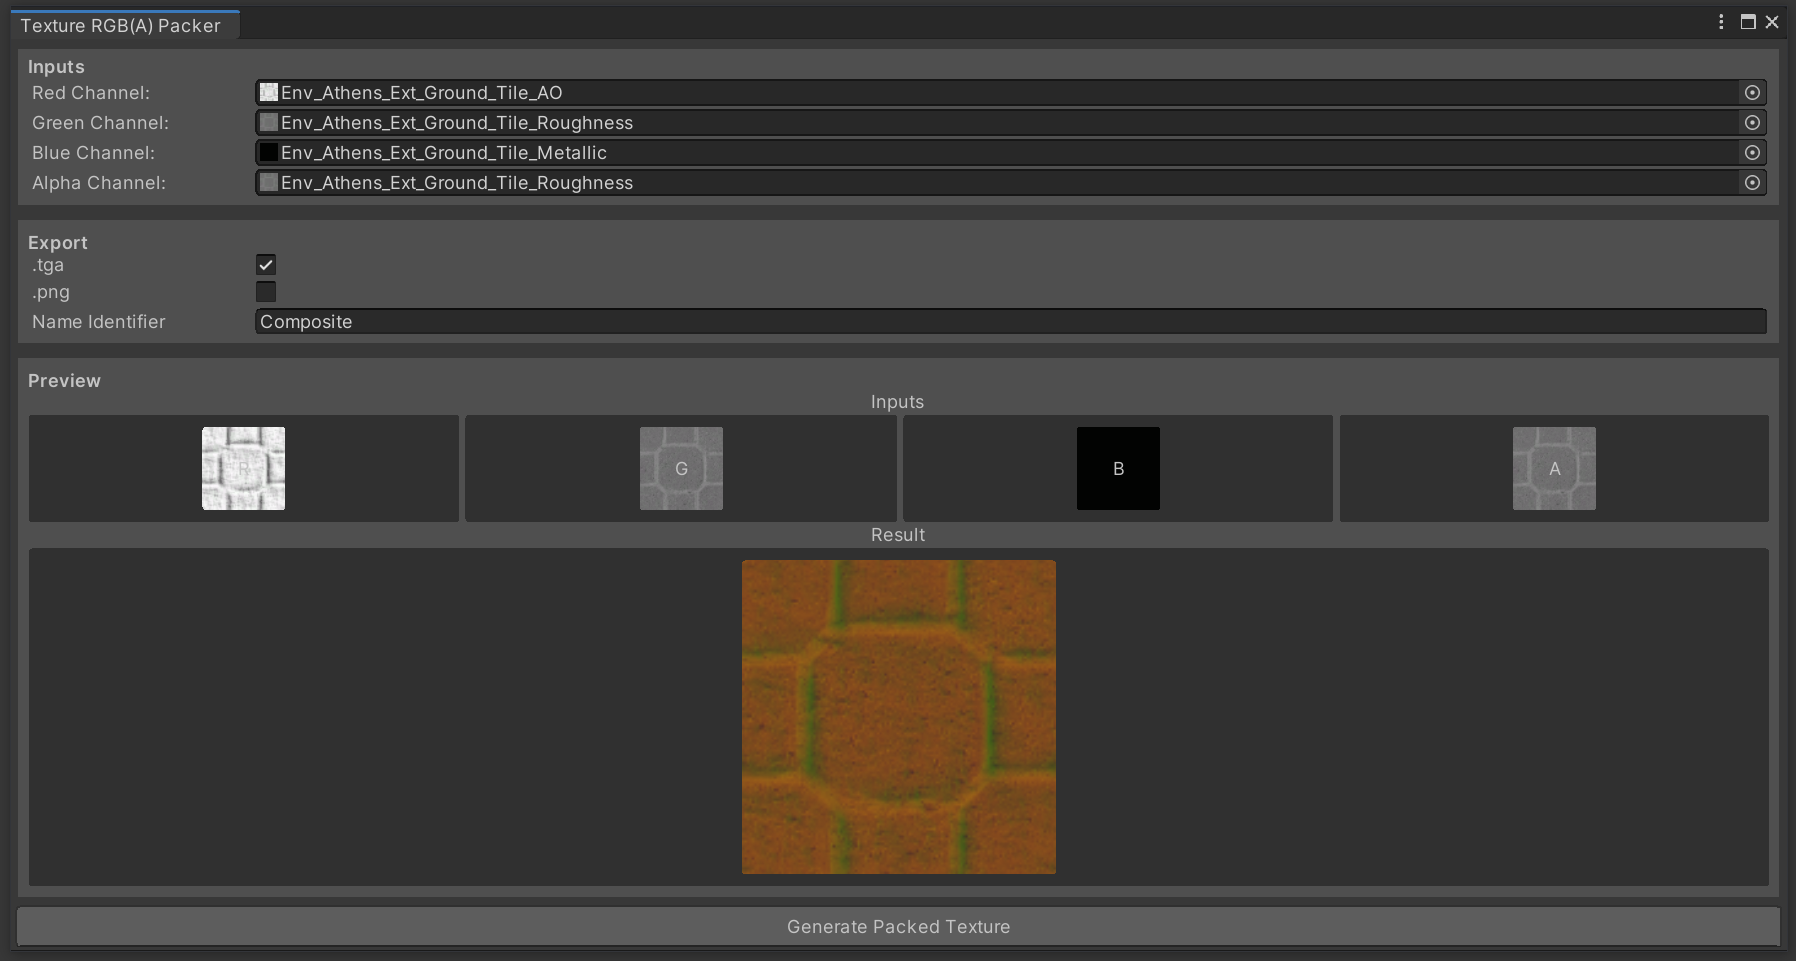 Texture RGB(A) Packer
Inputs
Red Channel: Env_Athens_Ext_Ground_Tile_AO
Green Channel: Env_Athens_Ext_Ground_Tile_Roughness
Blue Channel: Env_Athens_Ext_Ground_Tile_Metallic
Alpha Channel: Env_Athens_Ext_Ground_Tile_Roughness
Export
.tga
.png
Name Identifier Composite
Preview
Inputs
R G B A
Result
Generate Packed Texture